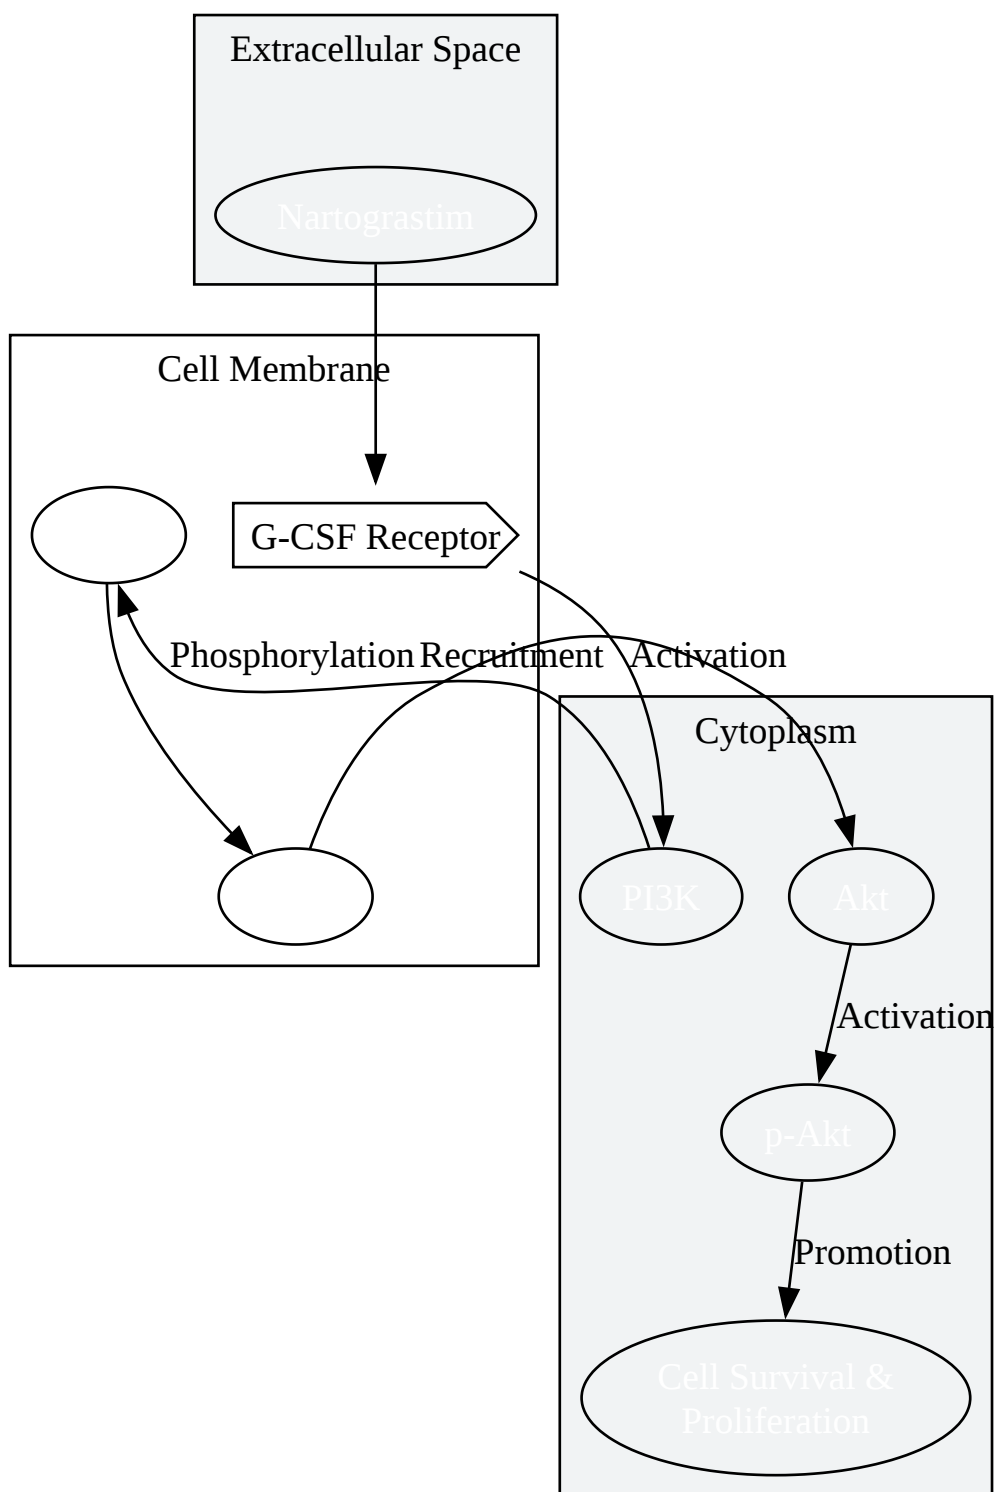 Extracellular Space
Nartograstim
Cell Membrane
G-CSF Receptor
Phosphorylation
Recruitment
Activation
Cytoplasm
PI3K
Akt
Activation
p-Akt
Promotion
Cell Survival &
Proliferation